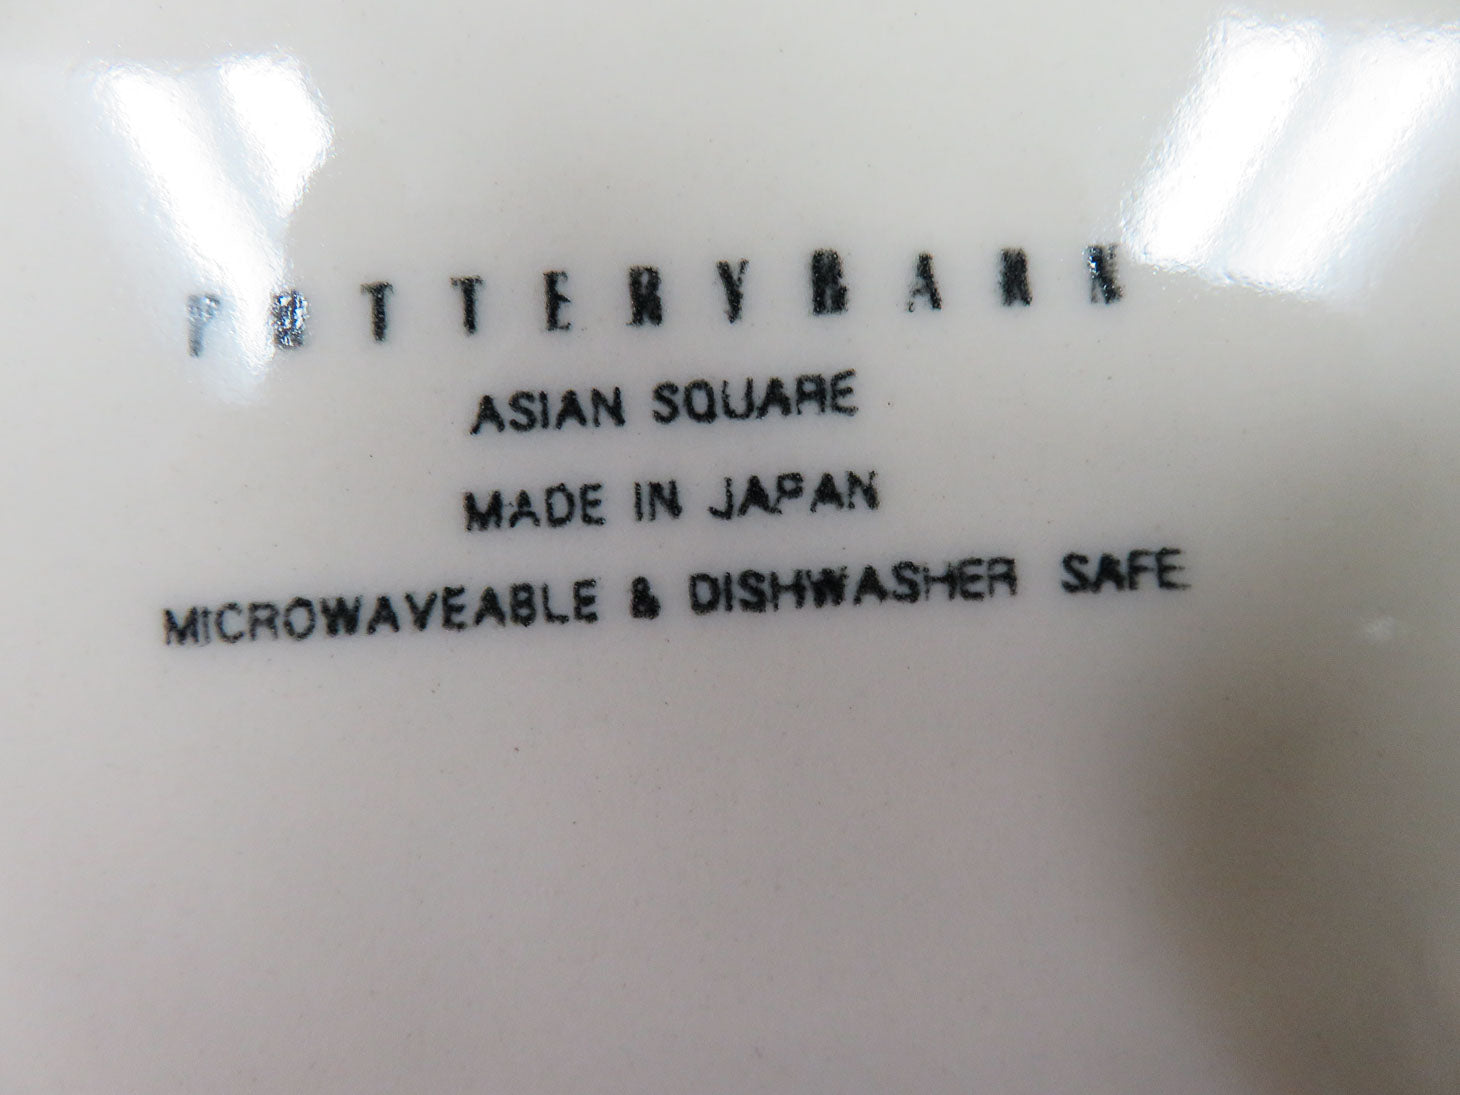 POTTERYBARN
ASIAN SQUARE
MADE IN JAPAN
MICROWAVEABLE & DISHWASHER SAFE